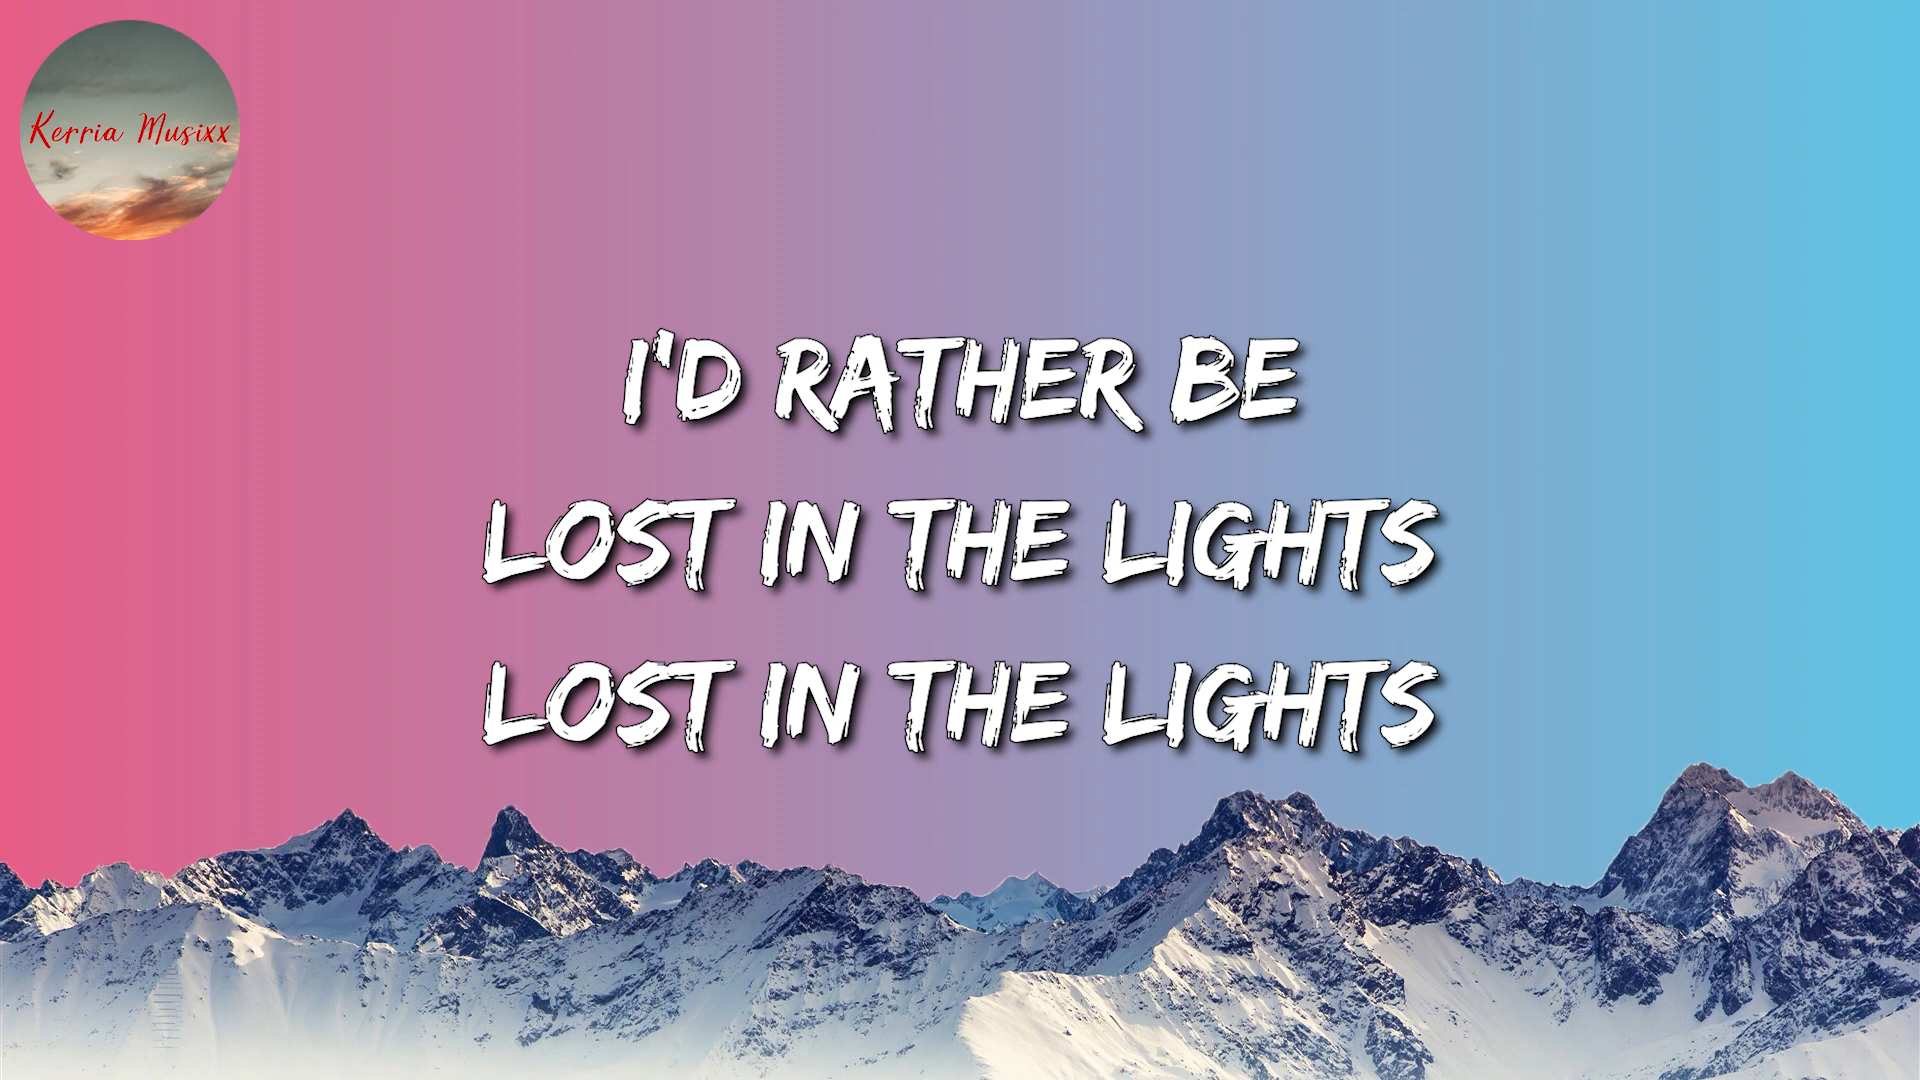 Kerria Musixx
I'D RATHER BE
LOST IN THE LIGHTS
LOST IN THE LIGHTS